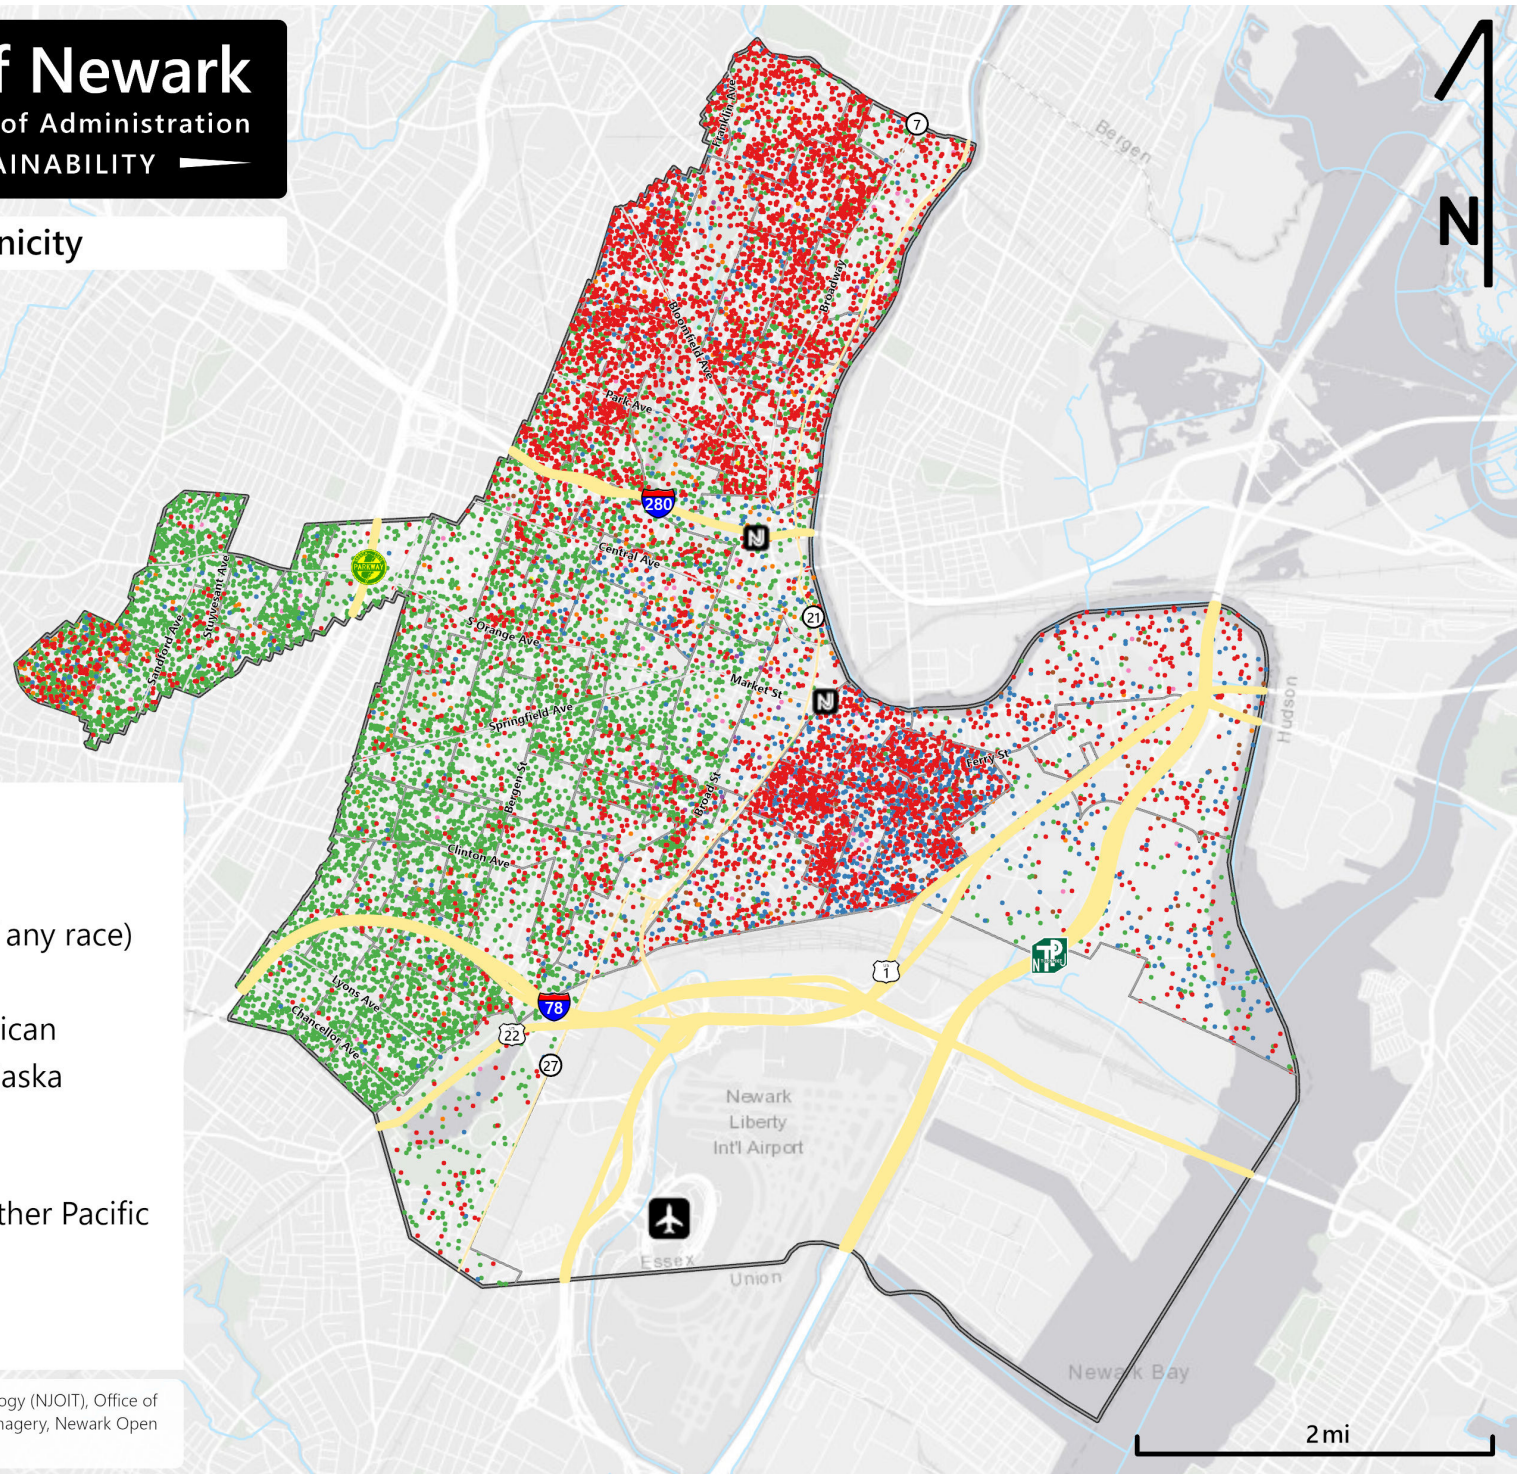 f Newark
of Administration
AINABILITY
nicity
N
Franklin Ave
7
Bergen
Broadway
Bloomfield Ave
Park Ave
280
Central Ave
PARKWAY
21
Stuyvesant Ave
Sandford Ave
S Orange Ave
Market St
Springfield Ave
Hudson
Ferry St
Bergen St
Broad St
Clinton Ave
any race)
1
NTPJ
Lyons Ave
78
22
Chancellor Ave
ican
27
aska
Newark
Liberty
Int'l Airport
ther Pacific
Essex
Union
Newark Bay
ogy (NJOIT), Office of
magery, Newark Open
2 mi